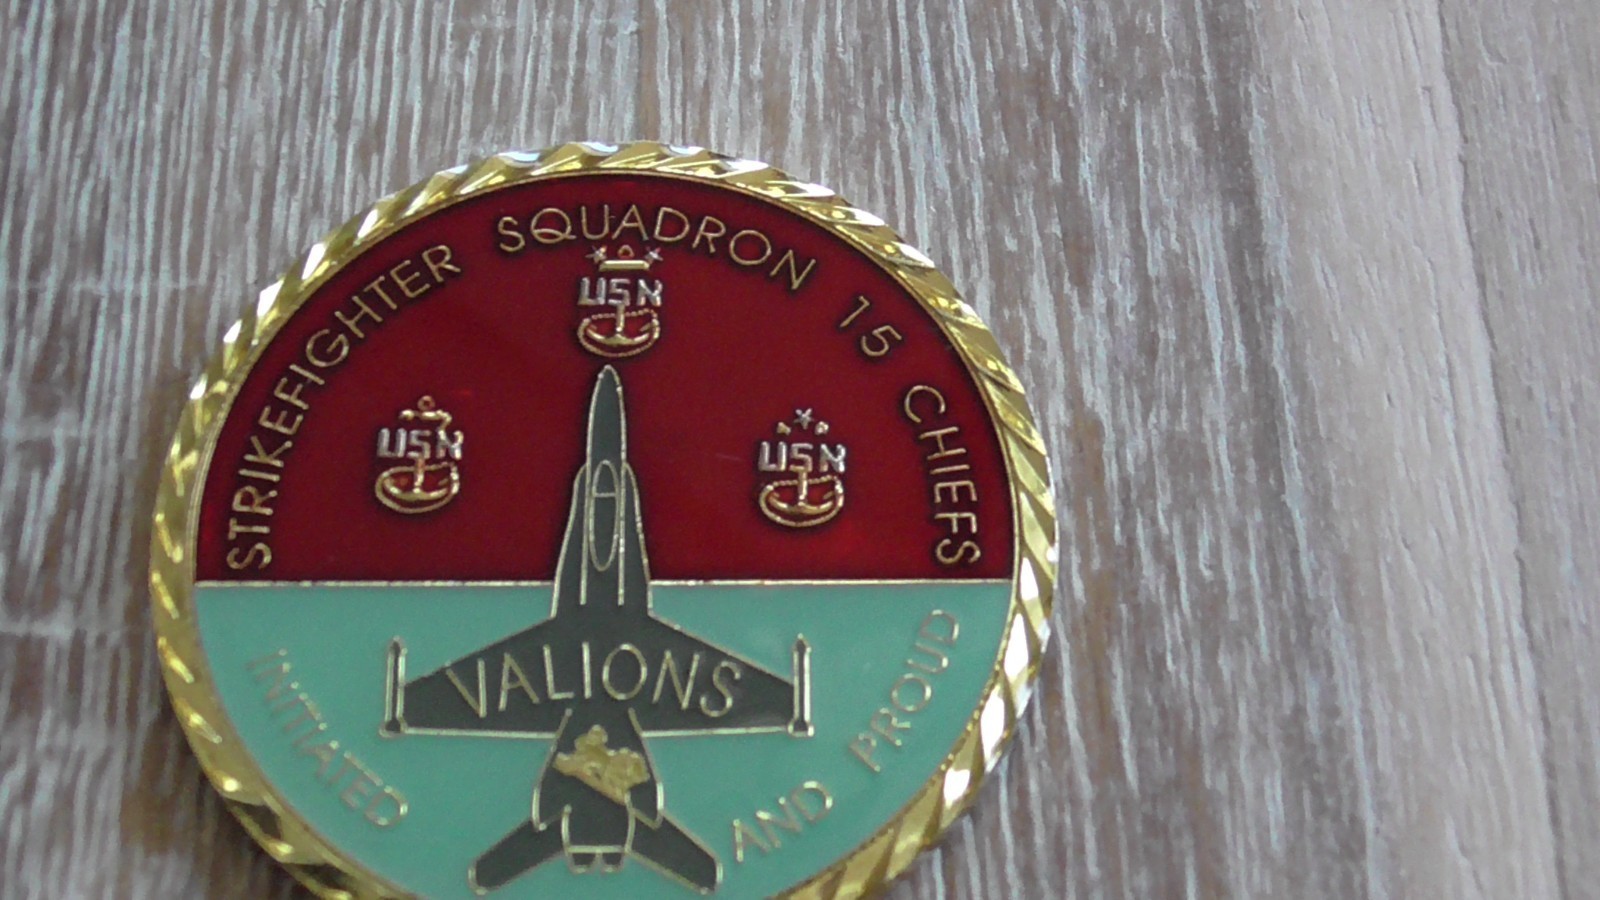 STRIKEFIGHTER SQUADRON 15 CHIEFS
USN
USN
USN
VALIONS
INITIATED AND PROUD